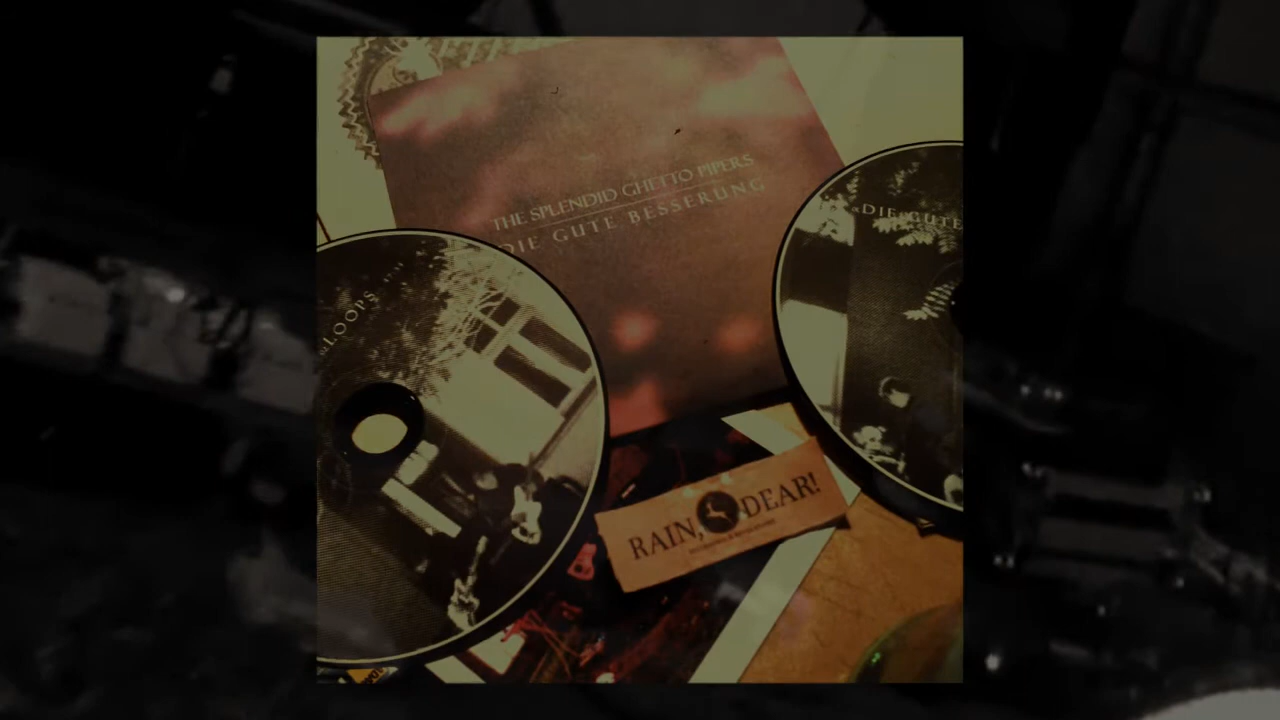 THE SPLENDID GHETTO PIPERS
DIE GUTE BESSERUNG
«DIE GUTE
«LOOPS
RAIN, DEAR!